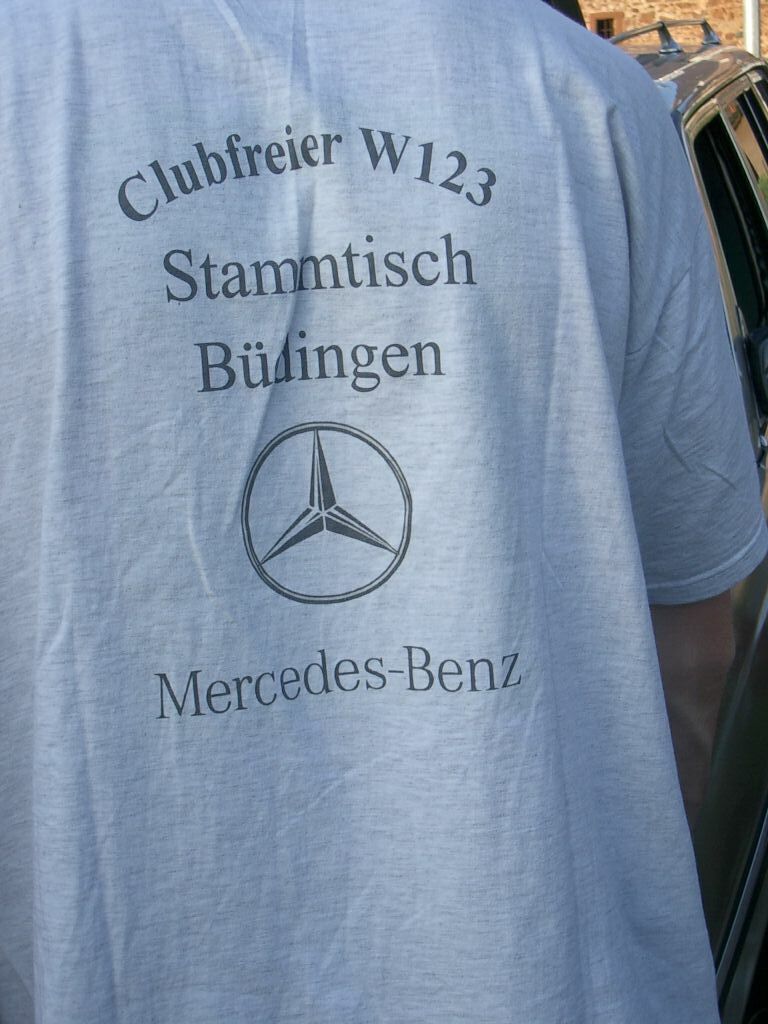 Clubfreier W123
Stammtisch
Büdingen
Mercedes-Benz